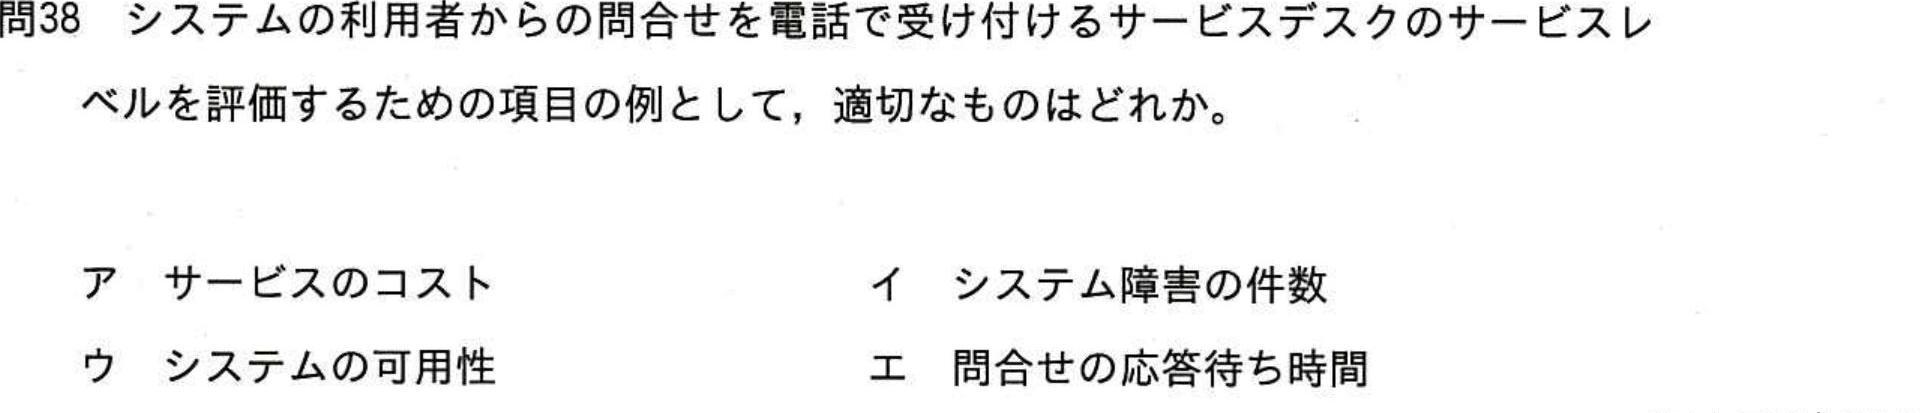 問38 システムの利用者からの問合せを電話で受け付けるサービスデスクのサービスレ
ベルを評価するための項目の例として，適切なものはどれか。
ア サービスのコスト イ システム障害の件数
ウ システムの可用性 エ 問合せの応答待ち時間